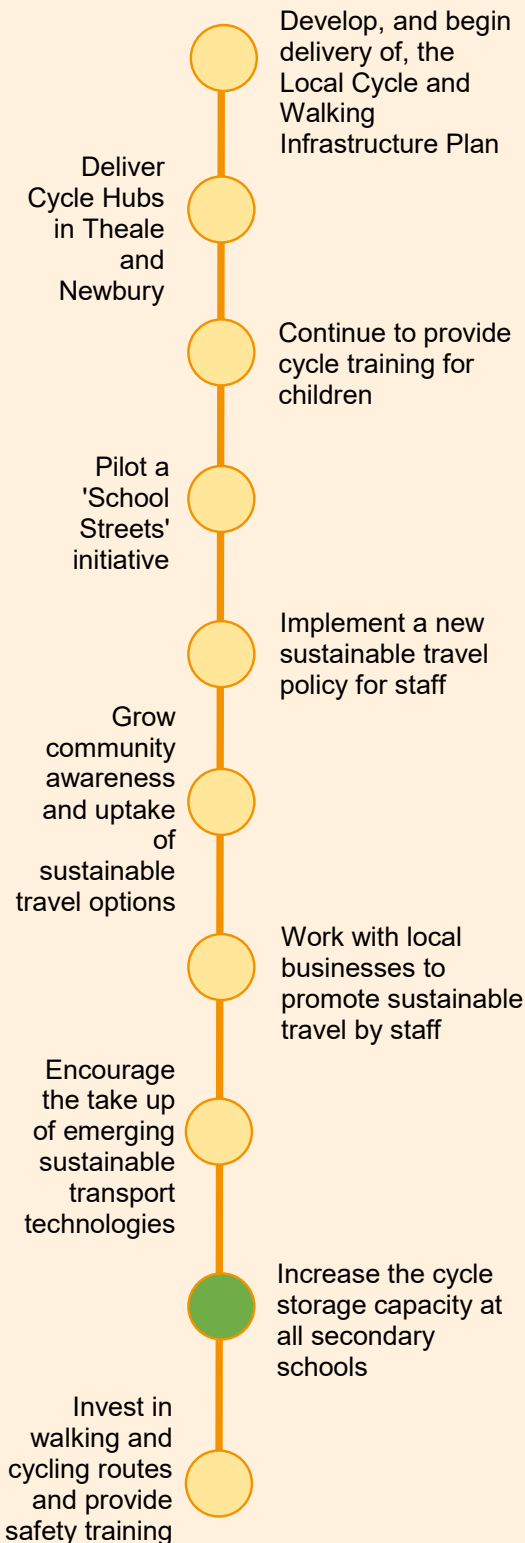 Develop, and begin
delivery of, the
Local Cycle and
Walking
Infrastructure Plan
Deliver
Cycle Hubs
in Theale
and
Newbury
Continue to provide
cycle training for
children
Pilot a
'School
Streets'
initiative
Implement a new
sustainable travel
policy for staff
Grow
community
awareness
and uptake
of
sustainable
travel options
Work with local
businesses to
promote sustainable
travel by staff
Encourage
the take up
of emerging
sustainable
transport
technologies
Increase the cycle
storage capacity at
all secondary
schools
Invest in
walking and
cycling routes
and provide
safety training